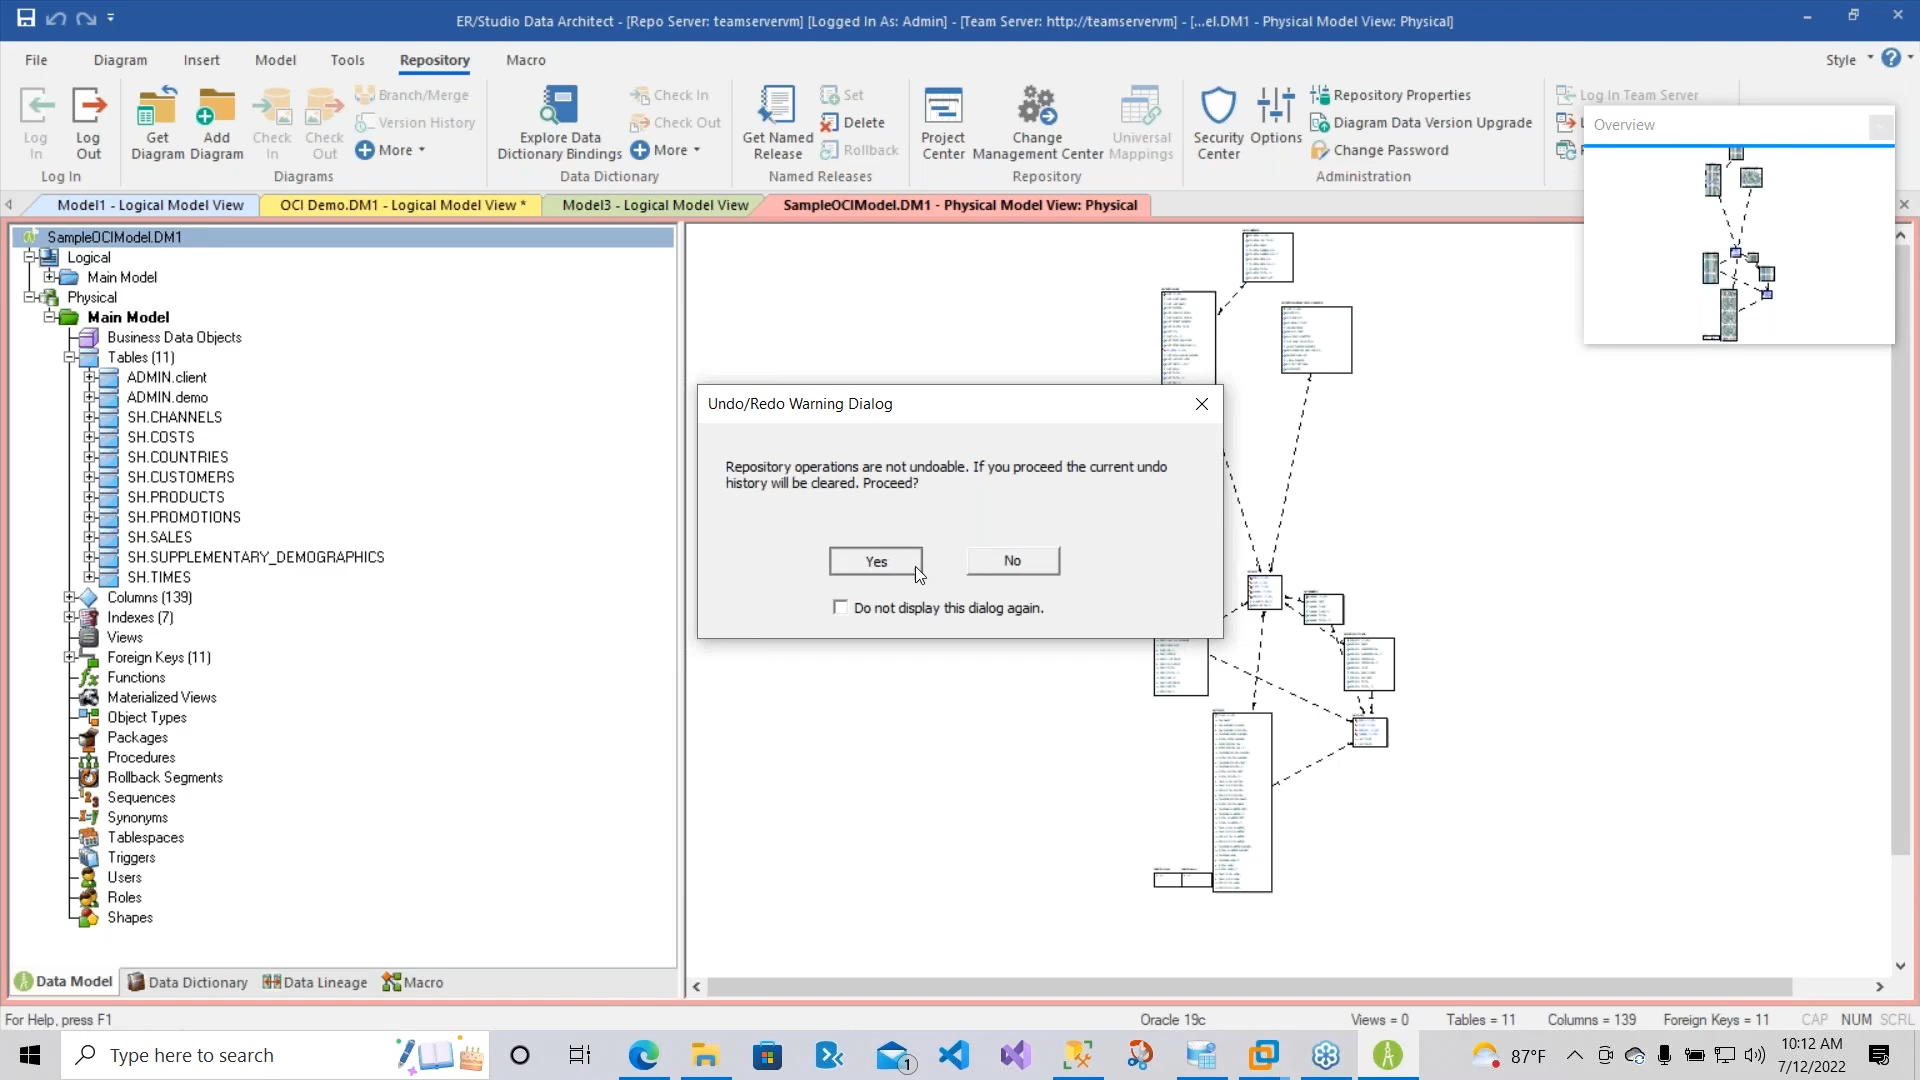 ER/Studio Data Architect - [Repo Server: teamservervm] [Logged In As: Admin] - [Team Server: http://teamservervm] - [...el.DM1 - Physical Model View: Physical]
File Diagram Insert Model Tools Repository Macro Style
Log In
Log Out
Get Diagram
Add Diagram
Check In
Check Out
Branch/Merge
Version History
More
Explore Data Dictionary Bindings
Check In
Check Out
More
Get Named Release
Set
Delete
Rollback
Project Center
Change Management Center
Universal Mappings
Security Center
Options
Repository Properties
Diagram Data Version Upgrade
Change Password
Log In Team Server
Log In Diagrams Data Dictionary Named Releases Repository Administration
Overview
Model1 - Logical Model View
OCI Demo.DM1 - Logical Model View *
Model3 - Logical Model View
SampleOCIModel.DM1 - Physical Model View: Physical
SampleOCIModel.DM1
Logical
Main Model
Physical
Main Model
Business Data Objects
Tables (11)
ADMIN.client
ADMIN.demo
SH.CHANNELS
SH.COSTS
SH.COUNTRIES
SH.CUSTOMERS
SH.PRODUCTS
SH.PROMOTIONS
SH.SALES
SH.SUPPLEMENTARY_DEMOGRAPHICS
SH.TIMES
Columns (139)
Indexes (7)
Views
Foreign Keys (11)
Functions
Materialized Views
Object Types
Packages
Procedures
Rollback Segments
Sequences
Synonyms
Tablespaces
Triggers
Users
Roles
Shapes
Undo/Redo Warning Dialog
Repository operations are not undoable. If you proceed the current undo
history will be cleared. Proceed?
Yes No
Do not display this dialog again.
Data Model Data Dictionary Data Lineage Macro
For Help, press F1
Oracle 19c Views = 0 Tables = 11 Columns = 139 Foreign Keys = 11 CAP NUM SCRL
Type here to search
1
87°F
10:12 AM
7/12/2022